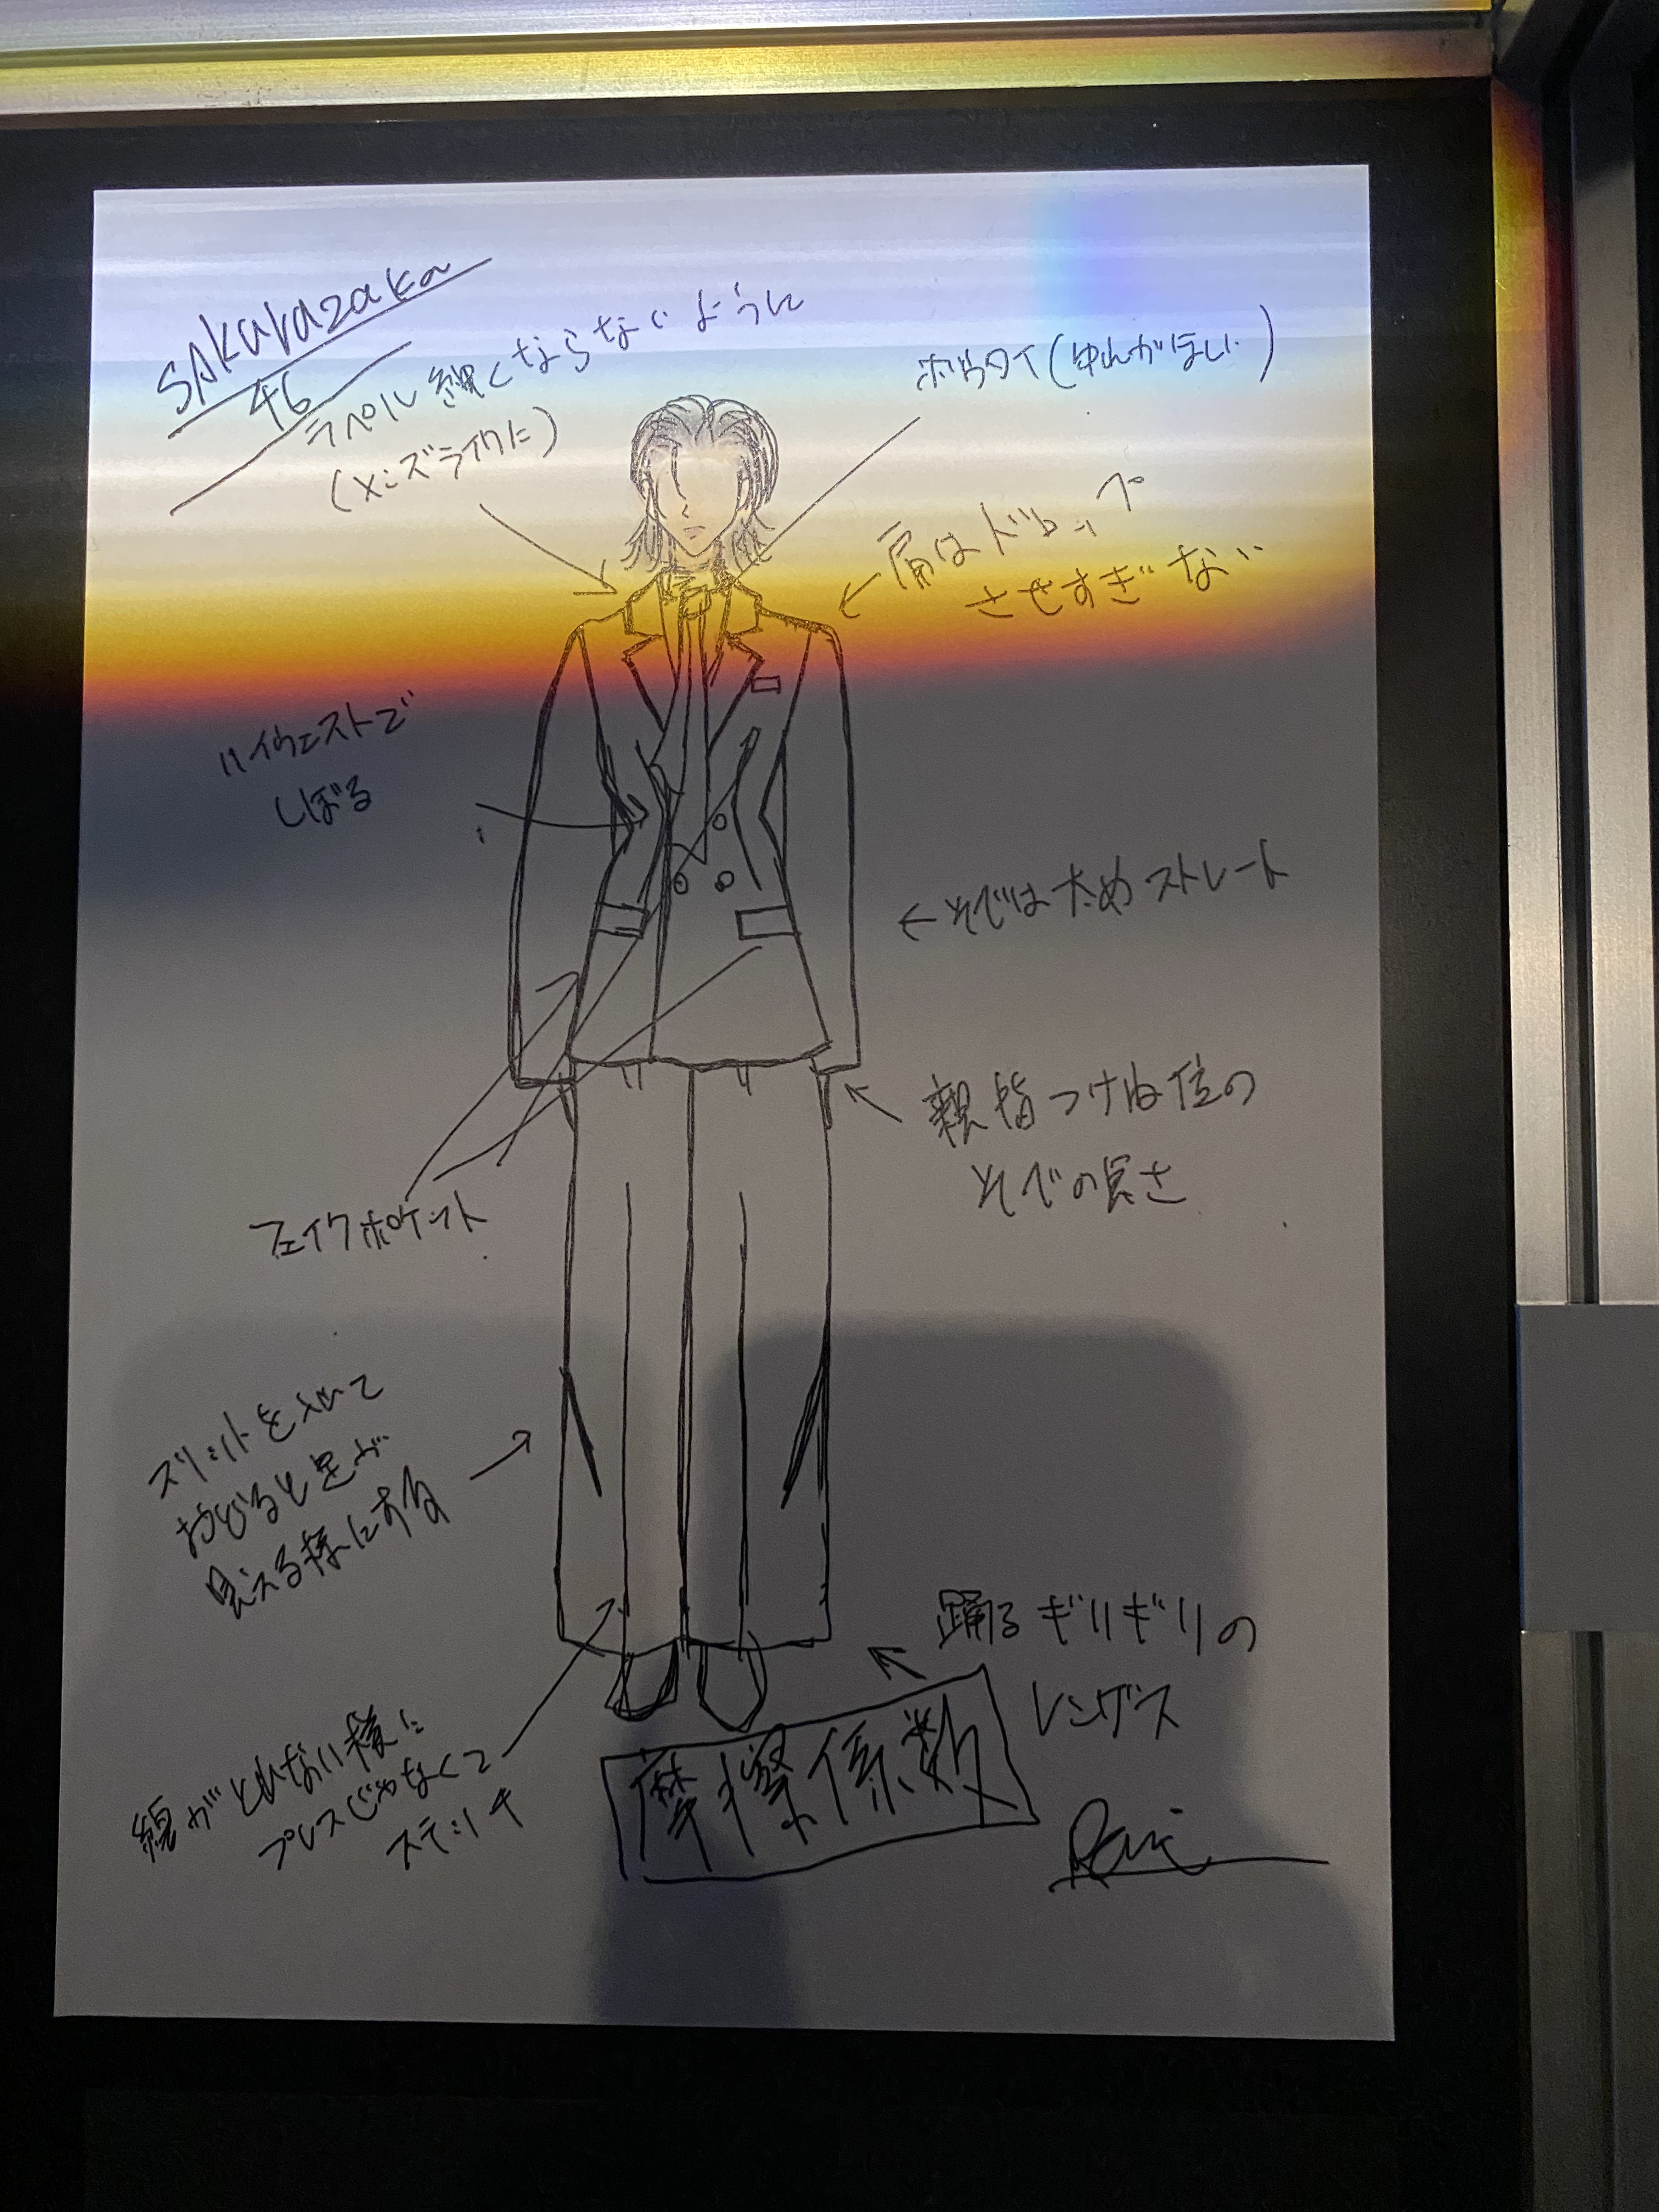 SAKURAZAKA
46
ラペル細くならないように
(メンズライクに)
ボウタイ(ゆれがほしい)
←肩はドロップ
させすぎない
ハイウエストで
しぼる
←そでは太めストレート
親指つけね位の
そでの長さ
フェイクポケット
スリットを入れて
おどると足が
見える様にする
踊るギリギリの
レングス
線がとれない様に
プレスじゃなくて
ステッチ
摩擦係数